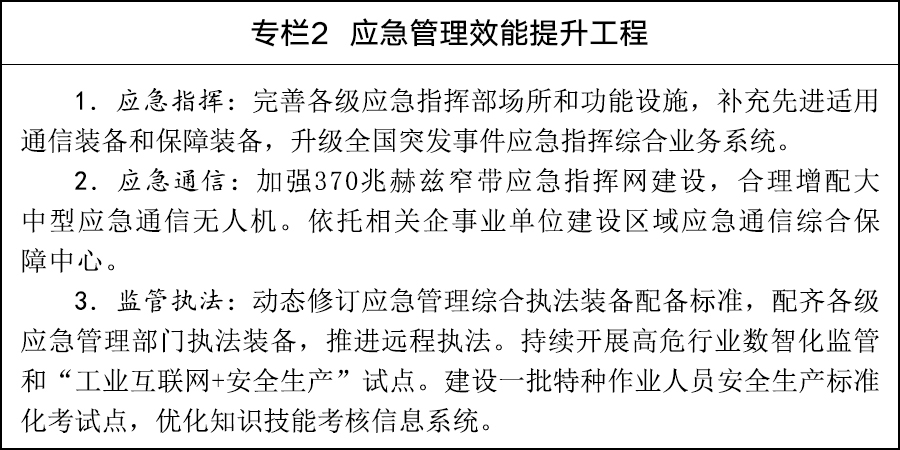 专栏2 应急管理效能提升工程
1. 应急指挥：完善各级应急指挥部场所和功能设施，补充先进适用
通信装备和保障装备，升级全国突发事件应急指挥综合业务系统。
2. 应急通信：加强370兆赫兹窄带应急指挥网建设，合理增配大
中型应急通信无人机。依托相关企事业单位建设区域应急通信综合保
障中心。
3. 监管执法：动态修订应急管理综合执法装备配备标准，配齐各级
应急管理部门执法装备，推进远程执法。持续开展高危行业数智化监管
和“工业互联网+安全生产”试点。建设一批特种作业人员安全生产标准
化考试点，优化知识技能考核信息系统。